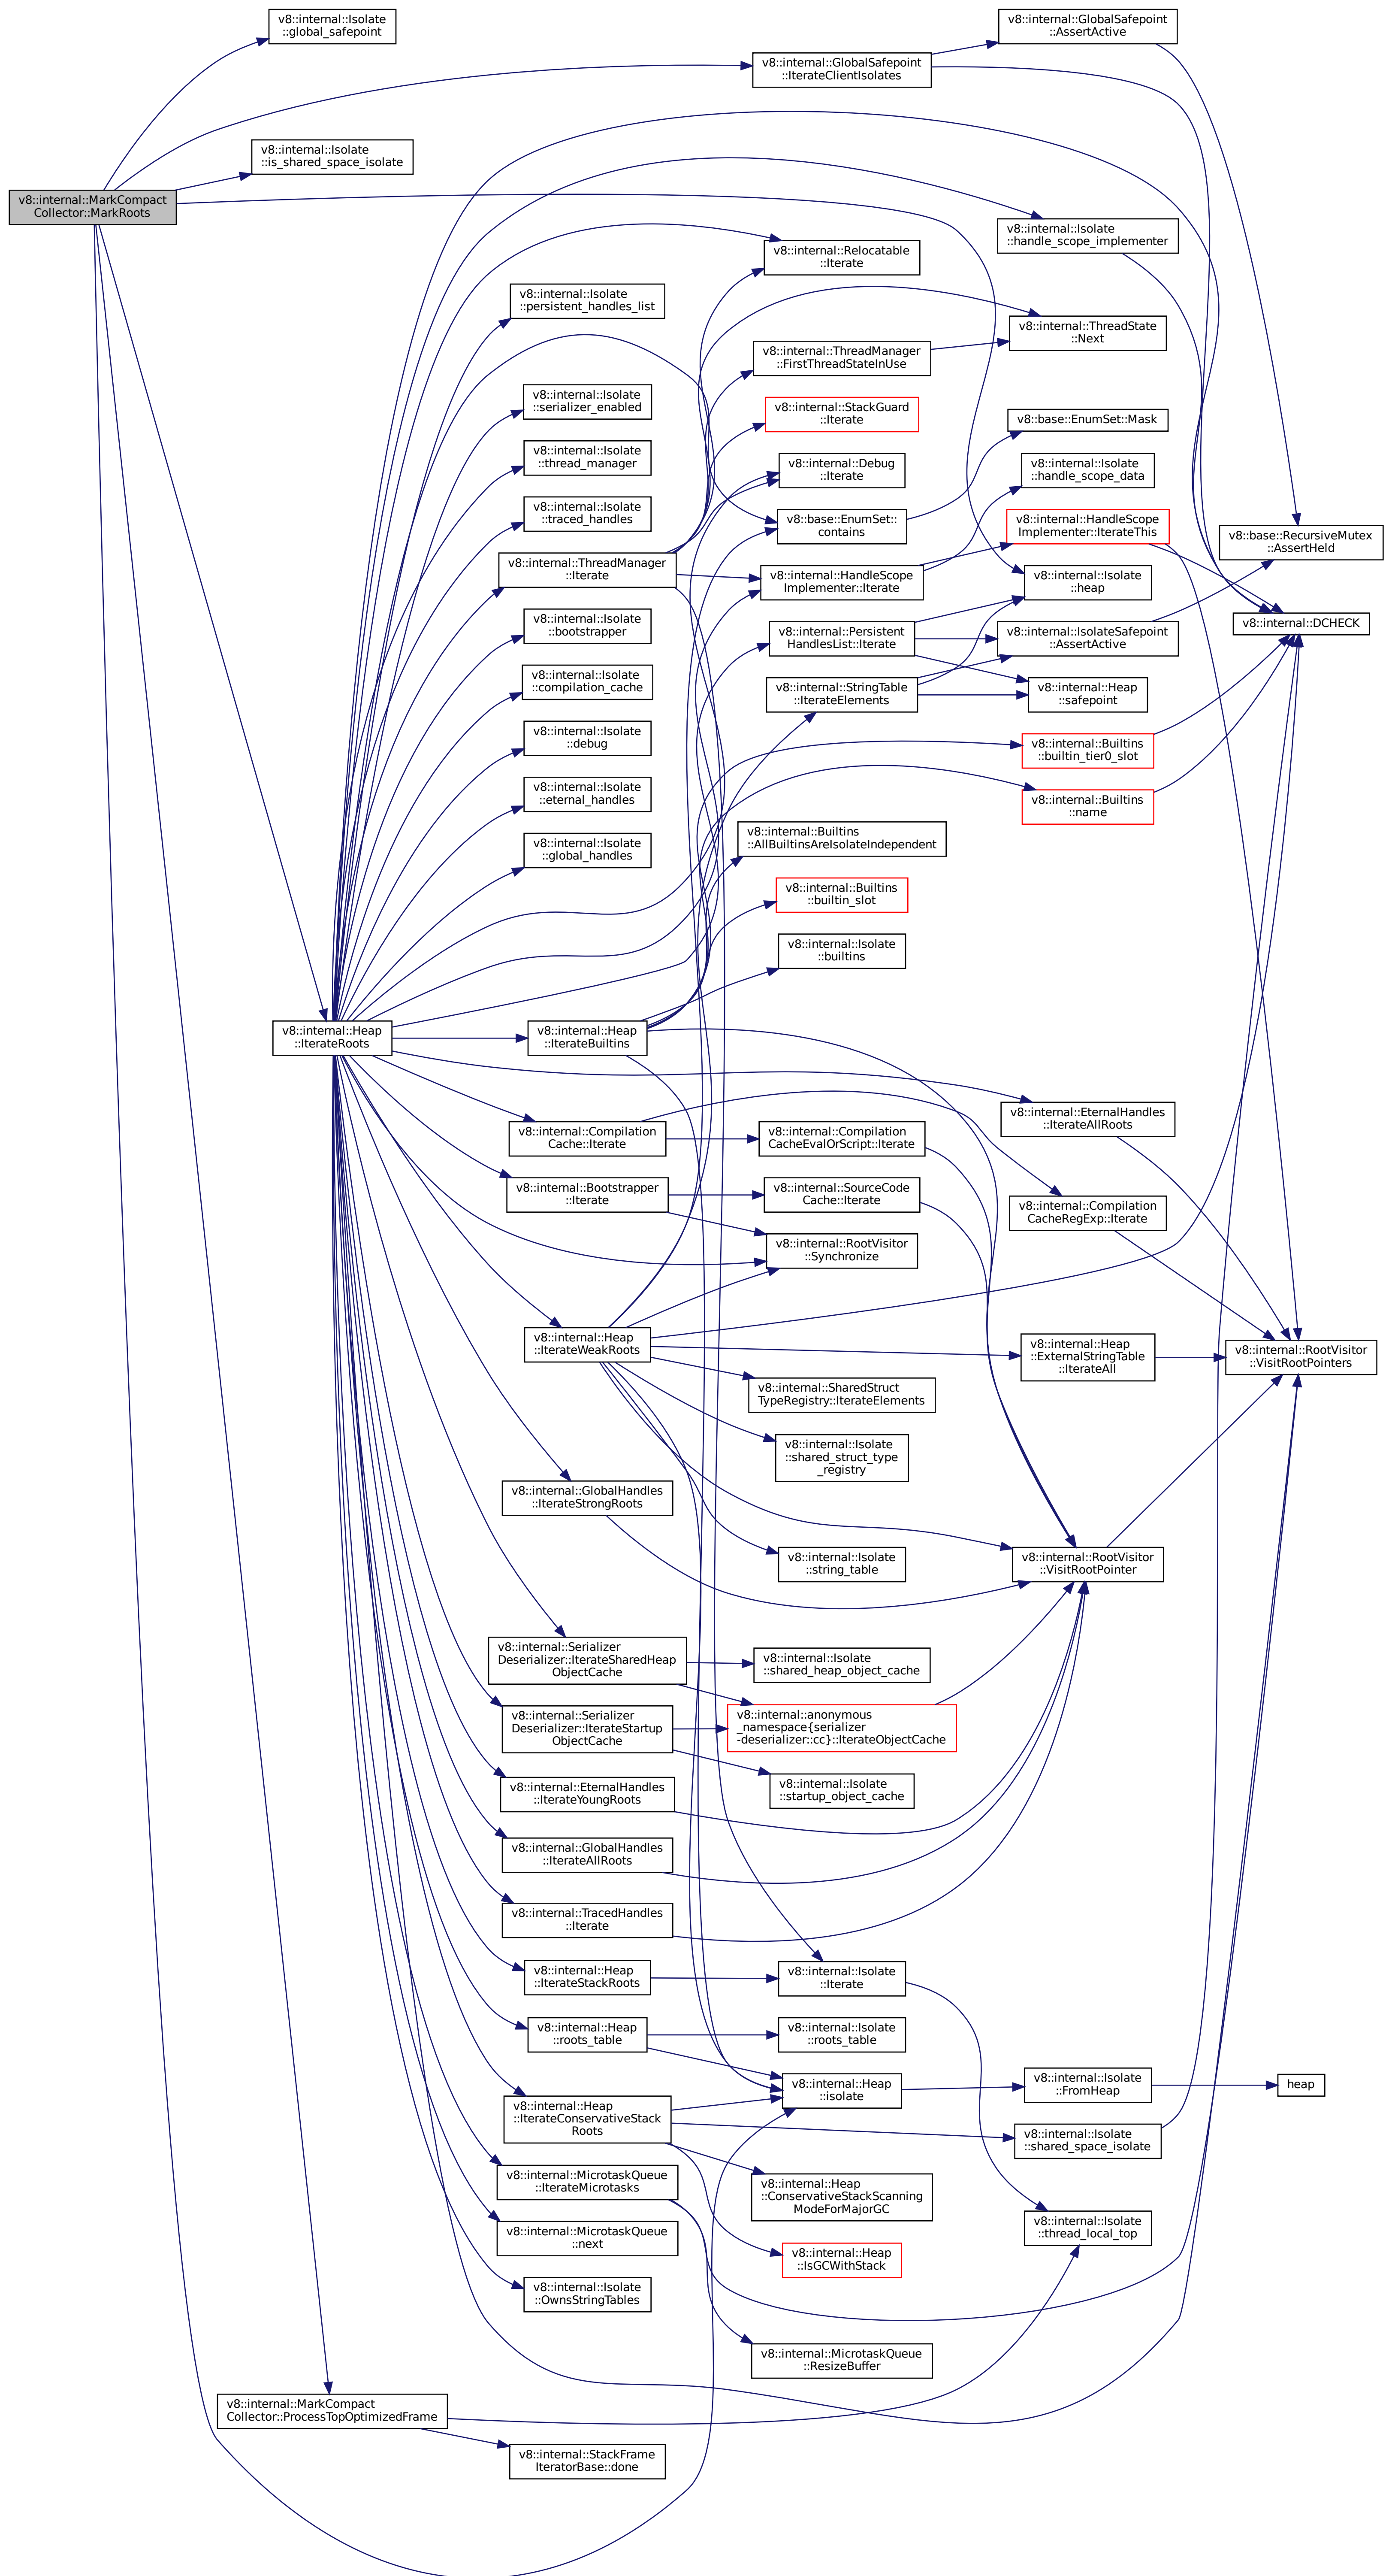 v8::internal::MarkCompact
Collector::MarkRoots
v8::internal::Isolate
::global_safepoint
v8::internal::Isolate
::is_shared_space_isolate
v8::internal::Heap
::IterateRoots
v8::internal::MarkCompact
Collector::ProcessTopOptimizedFrame
v8::internal::Isolate
::persistent_handles_list
v8::internal::Isolate
::serializer_enabled
v8::internal::Isolate
::thread_manager
v8::internal::Isolate
::traced_handles
v8::internal::ThreadManager
::Iterate
v8::internal::Isolate
::bootstrapper
v8::internal::Isolate
::compilation_cache
v8::internal::Isolate
::debug
v8::internal::Isolate
::eternal_handles
v8::internal::Isolate
::global_handles
v8::internal::Heap
::IterateBuiltins
v8::internal::Compilation
Cache::Iterate
v8::internal::Bootstrapper
::Iterate
v8::internal::Heap
::IterateWeakRoots
v8::internal::GlobalHandles
::IterateStrongRoots
v8::internal::Serializer
Deserializer::IterateSharedHeap
ObjectCache
v8::internal::Serializer
Deserializer::IterateStartup
ObjectCache
v8::internal::EternalHandles
::IterateYoungRoots
v8::internal::GlobalHandles
::IterateAllRoots
v8::internal::TracedHandles
::Iterate
v8::internal::Heap
::IterateStackRoots
v8::internal::Heap
::roots_table
v8::internal::Heap
::IterateConservativeStack
Roots
v8::internal::MicrotaskQueue
::IterateMicrotasks
v8::internal::MicrotaskQueue
::next
v8::internal::Isolate
::OwnsStringTables
v8::internal::StackFrame
IteratorBase::done
v8::internal::GlobalSafepoint
::IterateClientIsolates
v8::internal::Relocatable
::Iterate
v8::internal::ThreadManager
::FirstThreadStateInUse
v8::internal::StackGuard
::Iterate
v8::internal::Debug
::Iterate
v8::base::EnumSet::
contains
v8::internal::HandleScope
Implementer::Iterate
v8::internal::Persistent
HandlesList::Iterate
v8::internal::StringTable
::IterateElements
v8::internal::Builtins
::AllBuiltinsAreIsolateIndependent
v8::internal::Builtins
::builtin_slot
v8::internal::Isolate
::builtins
v8::internal::Compilation
CacheEvalOrScript::Iterate
v8::internal::SourceCode
Cache::Iterate
v8::internal::RootVisitor
::Synchronize
v8::internal::SharedStruct
TypeRegistry::IterateElements
v8::internal::Isolate
::shared_struct_type
_registry
v8::internal::Isolate
::string_table
v8::internal::Isolate
::shared_heap_object_cache
v8::internal::anonymous
_namespace{serializer
-deserializer::cc}::IterateObjectCache
v8::internal::Isolate
::startup_object_cache
v8::internal::Isolate
::Iterate
v8::internal::Isolate
::roots_table
v8::internal::Heap
::isolate
v8::internal::Heap
::ConservativeStackScanning
ModeForMajorGC
v8::internal::Heap
::IsGCWithStack
v8::internal::MicrotaskQueue
::ResizeBuffer
v8::internal::GlobalSafepoint
::AssertActive
v8::internal::Isolate
::handle_scope_implementer
v8::internal::ThreadState
::Next
v8::base::EnumSet::Mask
v8::internal::Isolate
::handle_scope_data
v8::internal::HandleScope
Implementer::IterateThis
v8::internal::Isolate
::heap
v8::internal::IsolateSafepoint
::AssertActive
v8::internal::Heap
::safepoint
v8::internal::Builtins
::builtin_tier0_slot
v8::internal::Builtins
::name
v8::internal::EternalHandles
::IterateAllRoots
v8::internal::Compilation
CacheRegExp::Iterate
v8::internal::Heap
::ExternalStringTable
::IterateAll
v8::internal::RootVisitor
::VisitRootPointer
v8::internal::Isolate
::FromHeap
v8::internal::Isolate
::shared_space_isolate
v8::internal::Isolate
::thread_local_top
v8::base::RecursiveMutex
::AssertHeld
v8::internal::DCHECK
v8::internal::RootVisitor
::VisitRootPointers
heap